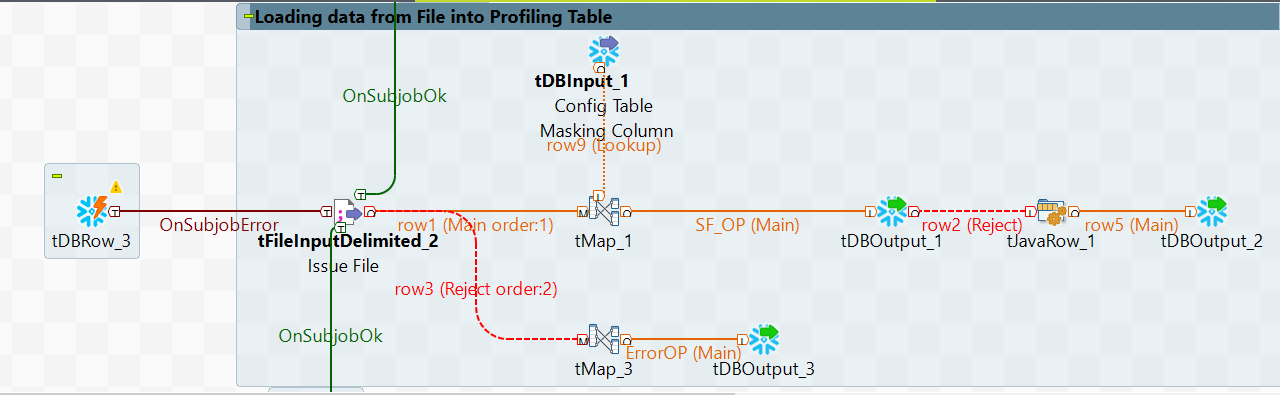 Loading data from File into Profiling Table
tDBInput_1
Config Table
Masking Column
row9 (Lookup)
OnSubjobOk
OnSubjobError
tDBRow_3
tFileInputDelimited_2
Issue File
row1 (Main order:1)
tMap_1
SF_OP (Main)
tDBOutput_1
row2 (Reject)
tJavaRow_1
row5 (Main)
tDBOutput_2
row3 (Reject order:2)
OnSubjobOk
tMap_3
ErrorOP (Main)
tDBOutput_3